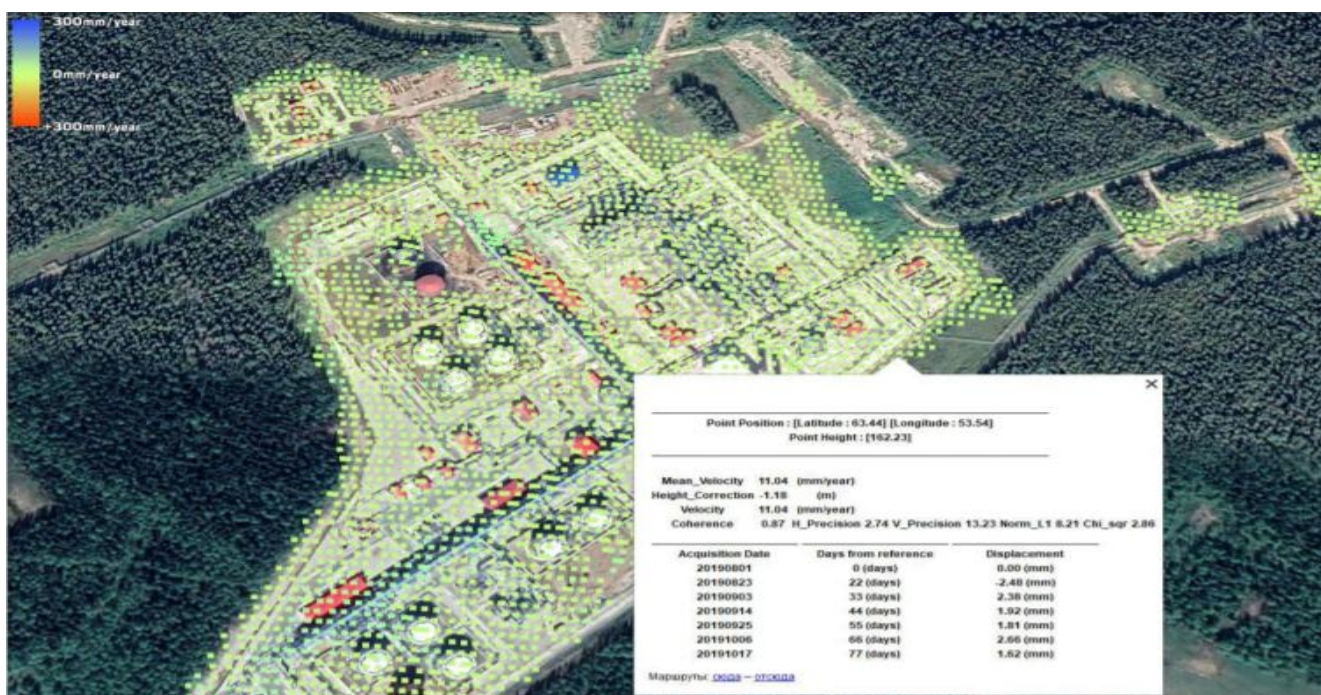 - 300mm/year
0mm/year
+300mm/year
Point Position : [Latitude : 63.44] [Longitude : 53.54]
Point Height : [162.23]
Mean_Velocity 11.04 (mm/year)
Height_Correction -1.18 (m)
Velocity 11.04 (mm/year)
Coherence 0.87 H_Precision 2.74 V_Precision 13.23 Norm_L1 8.21 Chi_sqr 2.86
Acquisition Date Days from reference Displacement
20190801 0 (days) 0.00 (mm)
20190823 22 (days) -2.48 (mm)
20190903 33 (days) 2.38 (mm)
20190914 44 (days) 1.92 (mm)
20190925 55 (days) 1.81 (mm)
20191006 66 (days) 2.66 (mm)
20191017 77 (days) 1.52 (mm)
Маршруты: сюда – отсюда